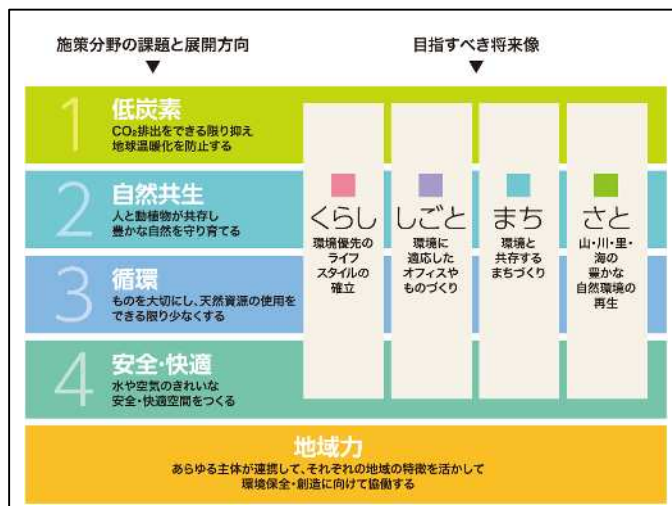 施策分野の課題と展開方向
目指すべき将来像
1 低炭素
CO₂排出をできる限り抑え
地球温暖化を防止する
2 自然共生
人と動植物が共存し
豊かな自然を守り育てる
3 循環
ものを大切にし、天然資源の使用を
できる限り少なくする
4 安全・快適
水や空気のきれいな
安全・快適空間をつくる
くらし
環境優先の
ライフ
スタイルの
確立
しごと
環境に
適応した
オフィスや
ものづくり
まち
環境と
共存する
まちづくり
さと
山・川・里・
海の
豊かな
自然環境の
再生
地域力
あらゆる主体が連携して、それぞれの地域の特徴を活かして
環境保全・創造に向けて協働する